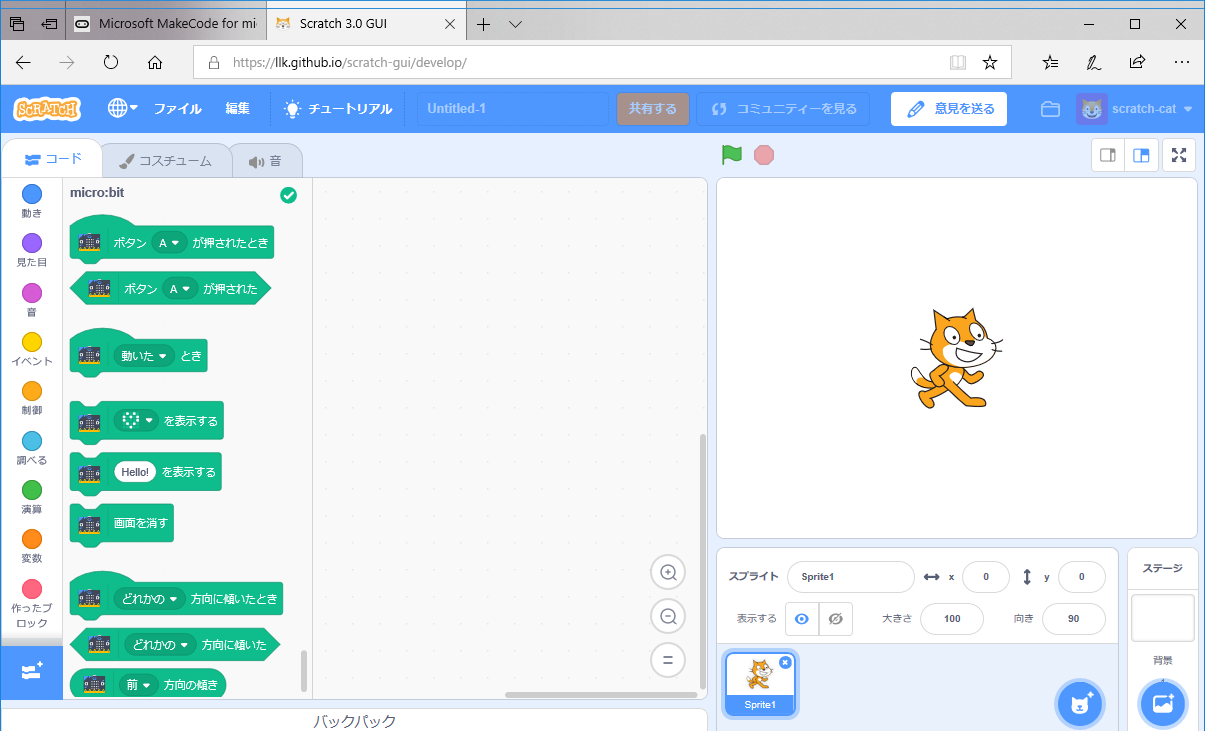 Microsoft MakeCode for mi
Scratch 3.0 GUI
https://llk.github.io/scratch-gui/develop/
SCRATCH
ファイル
編集
チュートリアル
Untitled-1
共有する
コミュニティーを見る
意見を送る
scratch-cat
コード
コスチューム
音
動き
見た目
音
イベント
制御
調べる
演算
変数
作ったブ
ロック
micro:bit
ボタン A が押されたとき
ボタン A が押された
動いた とき
を表示する
Hello! を表示する
画面を消す
どれかの 方向に傾いたとき
どれかの 方向に傾いた
前 方向の傾き
バックパック
スプライト Sprite1 x 0 y 0
表示する 大きさ 100 向き 90
Sprite1
ステージ
背景